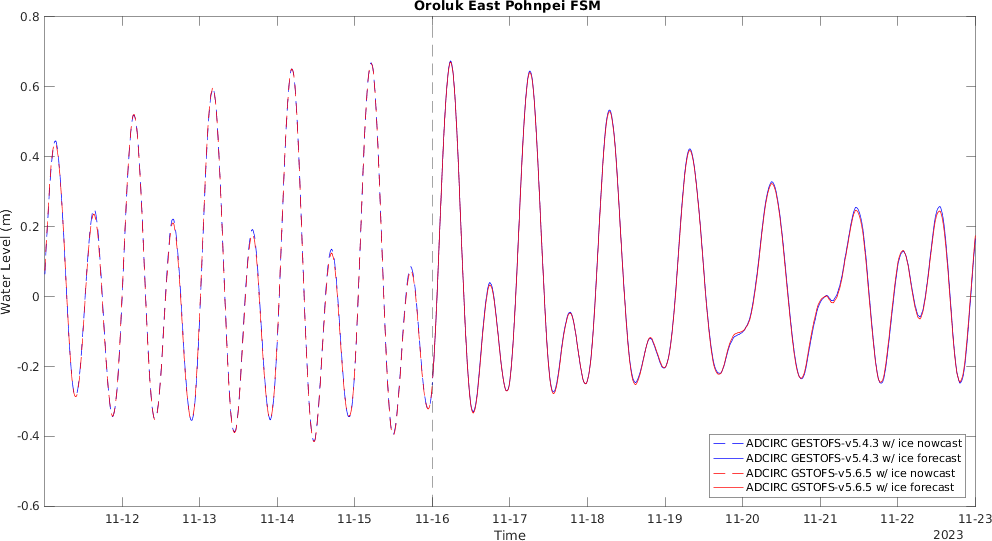 Oroluk East Pohnpei FSM
0.8
0.6
0.4
0.2
0
-0.2
-0.4
-0.6
Water Level (m)
ADCIRC GESTOFS-v5.4.3 w/ ice nowcast
ADCIRC GESTOFS-v5.4.3 w/ ice forecast
ADCIRC GSTOFS-v5.6.5 w/ ice nowcast
ADCIRC GSTOFS-v5.6.5 w/ ice forecast
11-12 11-13 11-14 11-15 11-16 11-17 11-18 11-19 11-20 11-21 11-22 11-23
Time
2023